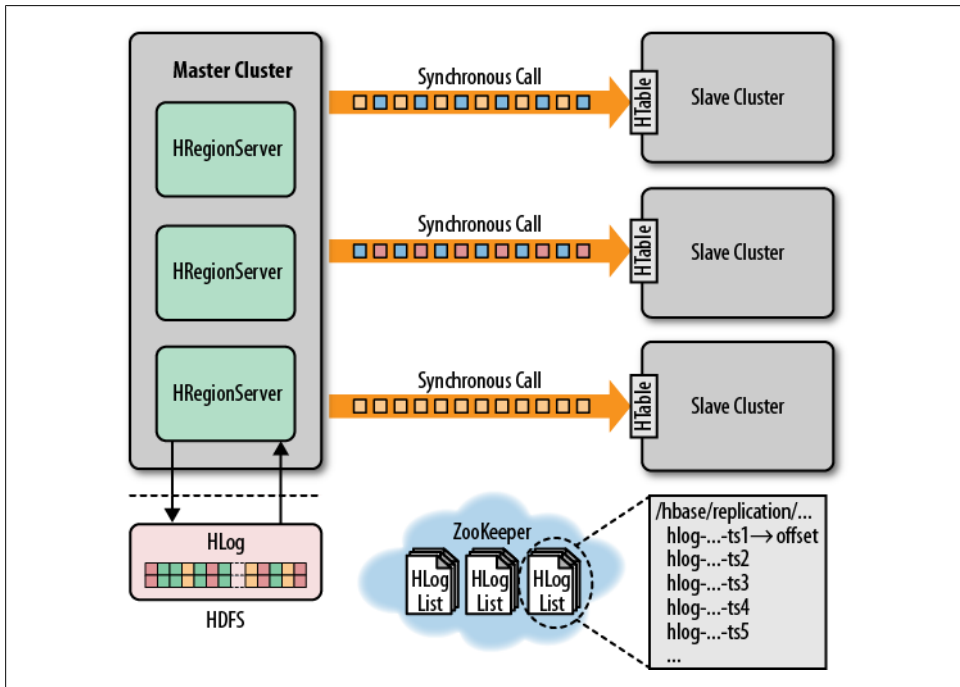 Master Cluster
HRegionServer
HRegionServer
HRegionServer
Synchronous Call
HTable
Slave Cluster
Synchronous Call
HTable
Slave Cluster
Synchronous Call
HTable
Slave Cluster
HLog
HDFS
ZooKeeper
HLog
List
HLog
List
HLog
List
/hbase/replication/...
hlog-...-ts1→ offset
hlog-...-ts2
hlog-...-ts3
hlog-...-ts4
hlog-...-ts5
...